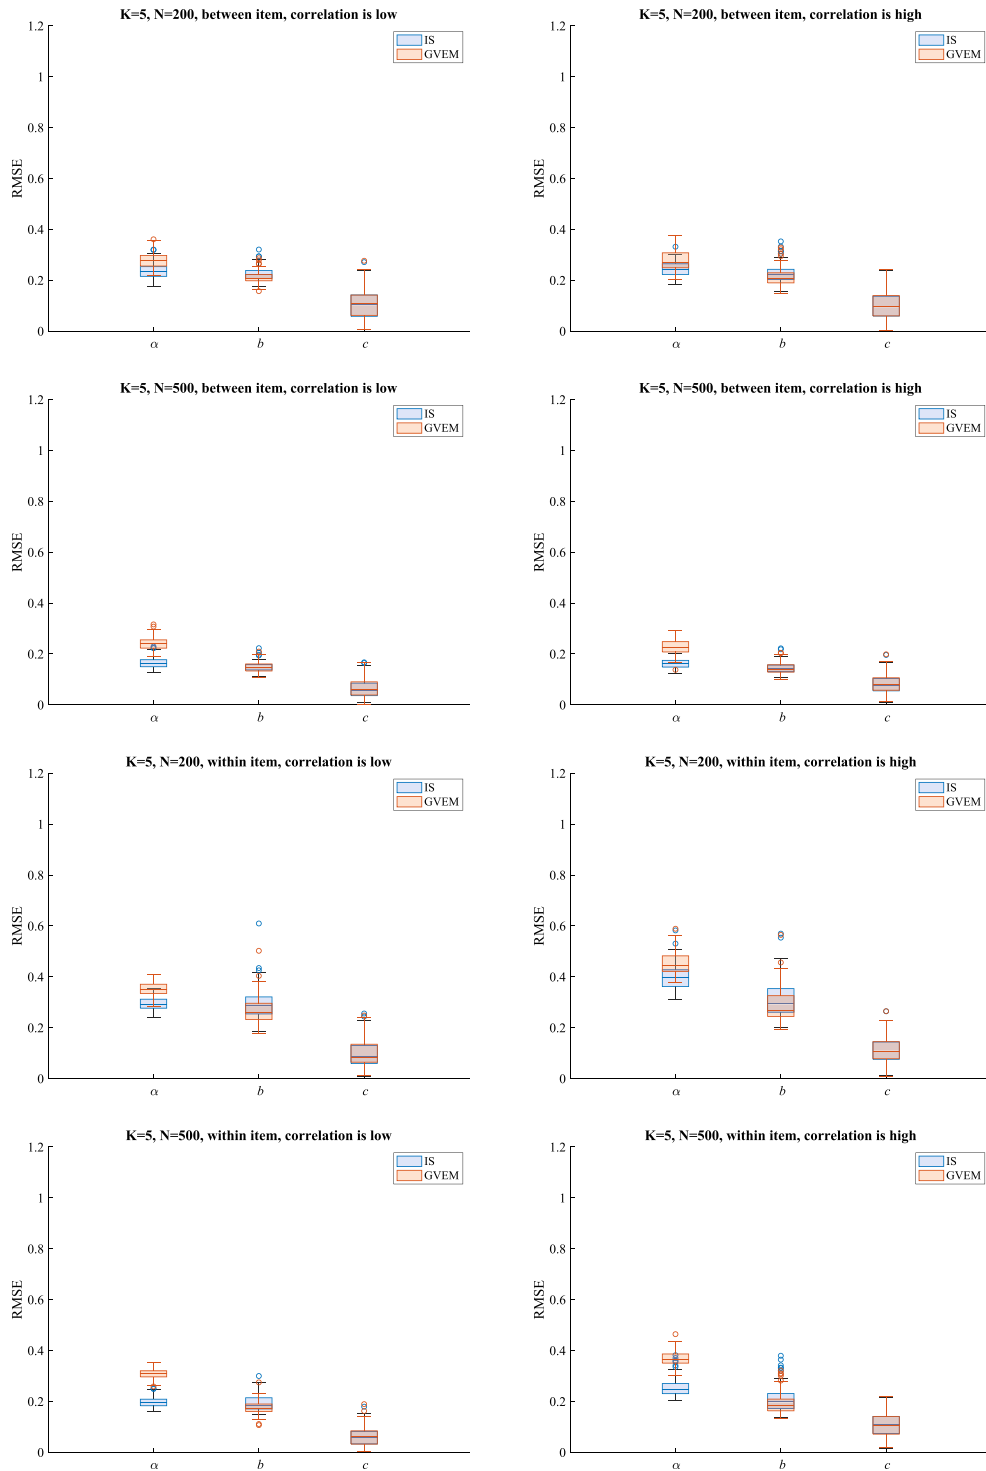 K=5, N=200, between item, correlation is low
1.2
1
0.8
0.6
0.4
0.2
0
RMSE
α
b
c
IS
GVEM
K=5, N=200, between item, correlation is high
1.2
1
0.8
0.6
0.4
0.2
0
RMSE
α
b
c
IS
GVEM
K=5, N=500, between item, correlation is low
1.2
1
0.8
0.6
0.4
0.2
0
RMSE
α
b
c
IS
GVEM
K=5, N=500, between item, correlation is high
1.2
1
0.8
0.6
0.4
0.2
0
RMSE
α
b
c
IS
GVEM
K=5, N=200, within item, correlation is low
1.2
1
0.8
0.6
0.4
0.2
0
RMSE
α
b
c
IS
GVEM
K=5, N=200, within item, correlation is high
1.2
1
0.8
0.6
0.4
0.2
0
RMSE
α
b
c
IS
GVEM
K=5, N=500, within item, correlation is low
1.2
1
0.8
0.6
0.4
0.2
0
RMSE
α
b
c
IS
GVEM
K=5, N=500, within item, correlation is high
1.2
1
0.8
0.6
0.4
0.2
0
RMSE
α
b
c
IS
GVEM